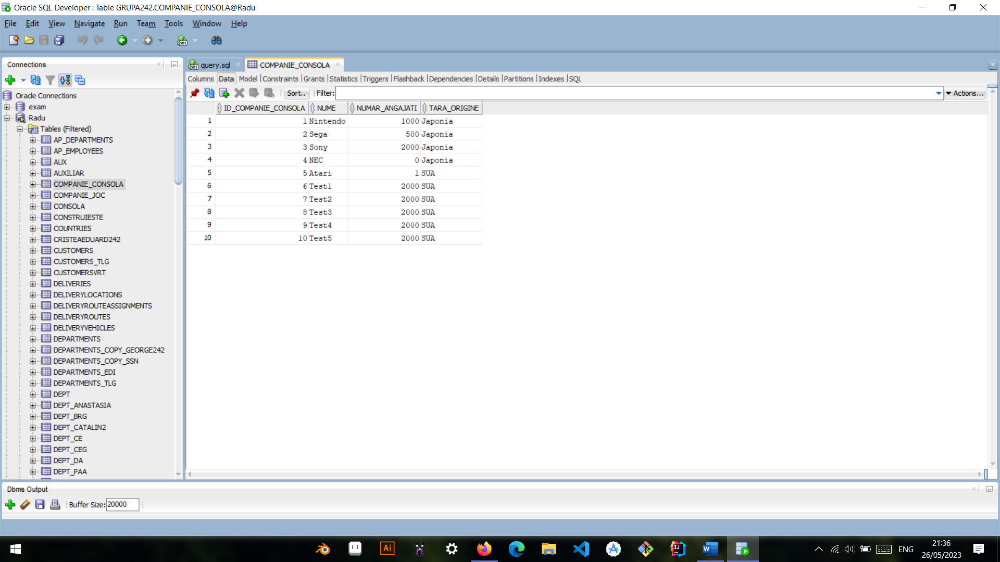 Oracle SQL Developer : Table GRUPA242.COMPANIE_CONSOLA@Radu
File Edit View Navigate Run Team Tools Window Help
Connections
Oracle Connections
exam
Radu
Tables (Filtered)
AP_DEPARTMENTS
AP_EMPLOYEES
AUX
AUXILIAR
COMPANIE_CONSOLA
COMPANIE_JOC
CONSOLA
CONSTRUIESTE
COUNTRIES
CRISTEAEDUARD242
CUSTOMERS
CUSTOMERS_TLG
CUSTOMERSVRT
DELIVERIES
DELIVERYLOCATIONS
DELIVERYROUTEASSIGNMENTS
DELIVERYROUTES
DELIVERYVEHICLES
DEPARTMENTS
DEPARTMENTS_COPY_GEORGE242
DEPARTMENTS_COPY_SSN
DEPARTMENTS_EDI
DEPARTMENTS_TLG
DEPT
DEPT_ANASTASIA
DEPT_BRG
DEPT_CATALIN2
DEPT_CE
DEPT_CEG
DEPT_DA
DEPT_PAA
query.sql COMPANIE_CONSOLA
Columns Data Model Constraints Grants Statistics Triggers Flashback Dependencies Details Partitions Indexes SQL
Sort.. Filter: Actions...
ID_COMPANIE_CONSOLA NUME NUMAR_ANGAJATI TARA_ORIGINE
1 1 Nintendo 1000 Japonia
2 2 Sega 500 Japonia
3 3 Sony 2000 Japonia
4 4 NEC 0 Japonia
5 5 Atari 1 SUA
6 6 Test1 2000 SUA
7 7 Test2 2000 SUA
8 8 Test3 2000 SUA
9 9 Test4 2000 SUA
10 10 Test5 2000 SUA
Dbms Output
Buffer Size: 20000
ENG
21:36
26/05/2023